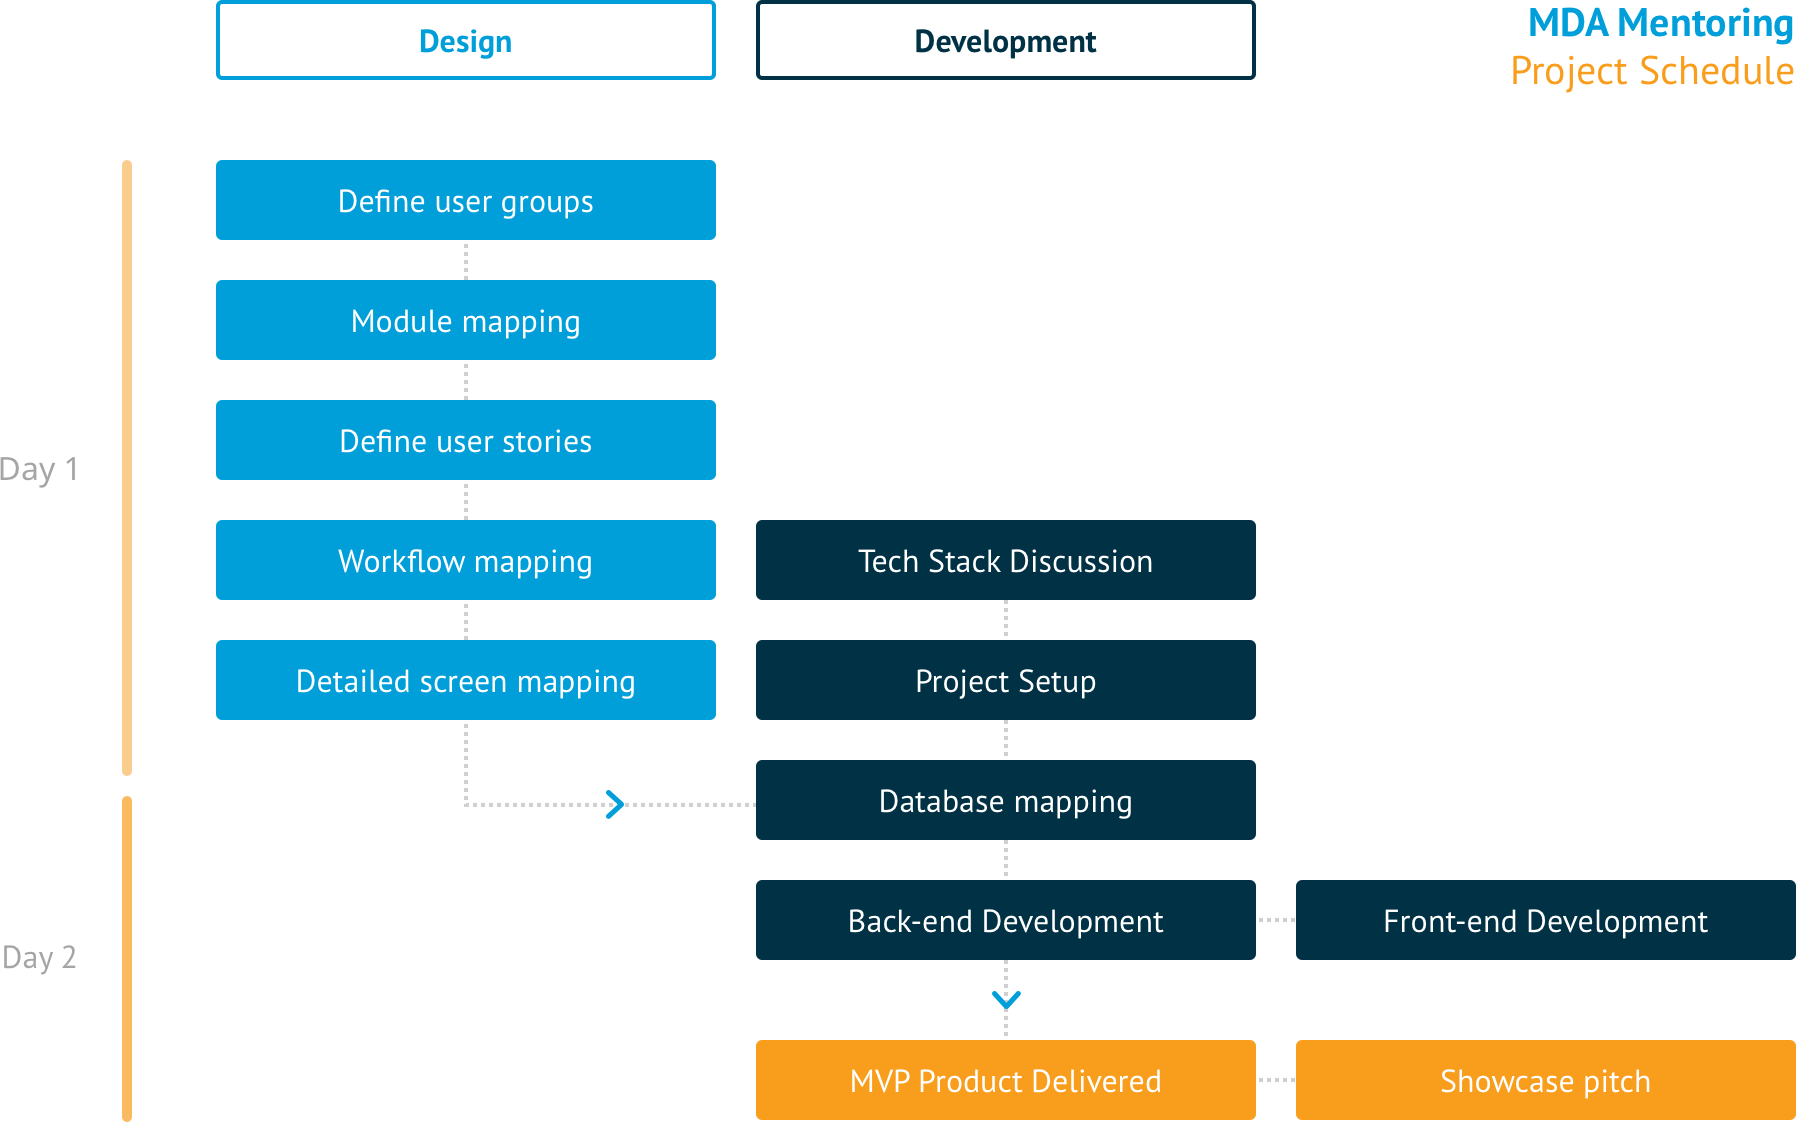 Design
Development
MDA Mentoring
Project Schedule
Day 1
Define user groups
Module mapping
Define user stories
Workflow mapping
Tech Stack Discussion
Detailed screen mapping
Project Setup
Database mapping
Day 2
Back-end Development
Front-end Development
MVP Product Delivered
Showcase pitch